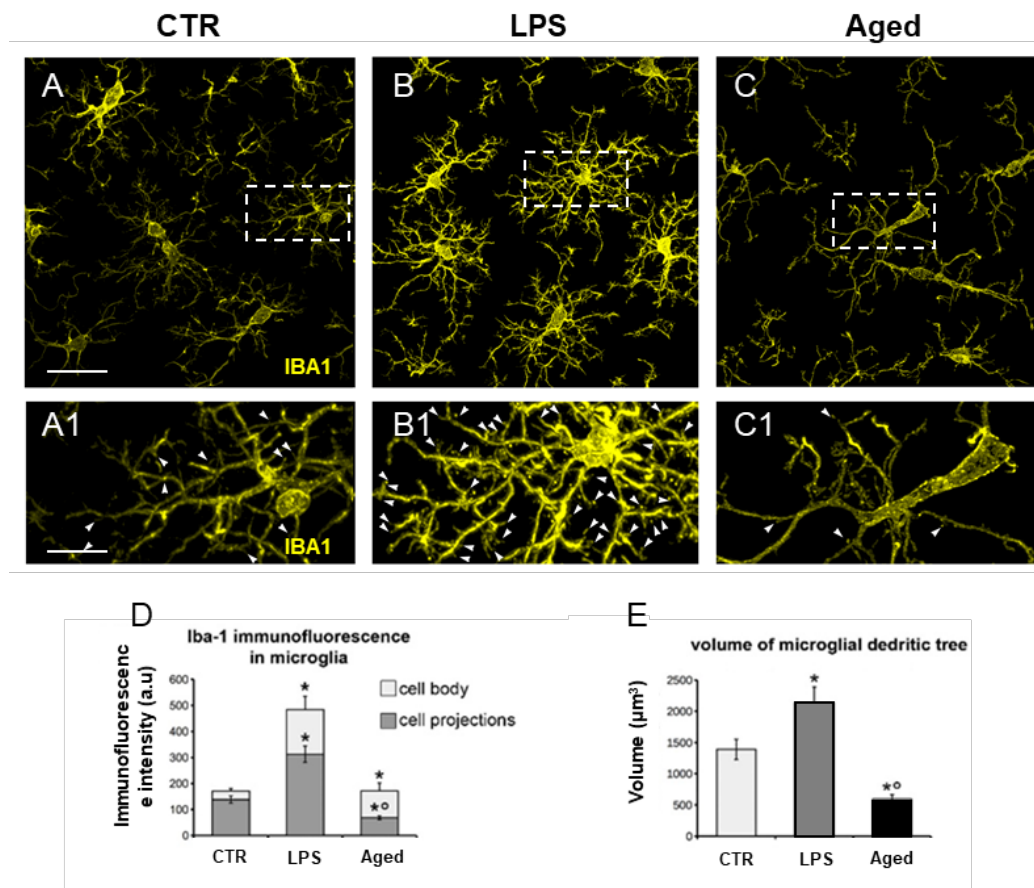 CTR LPS Aged
A B C
IBA1
A1 B1 C1
IBA1
D
Iba-1 immunofluorescence
in microglia
Immunofluorescenc
e intensity (a.u)
600
500
400
300
200
100
0
* * * *°
cell body
cell projections
CTR LPS Aged
E
volume of microglial dedritic tree
Volume (µm³)
2500
2000
1500
1000
500
0
* *°
CTR LPS Aged